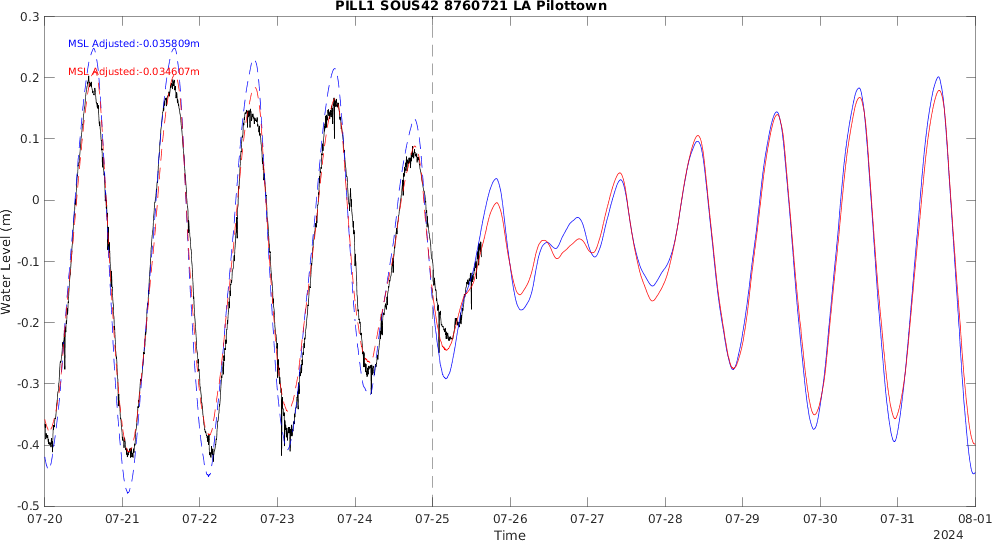 PILL1 SOUS42 8760721 LA Pilottown
MSL Adjusted:-0.035809m
MSL Adjusted:-0.034607m
0.3
0.2
0.1
0
-0.1
-0.2
-0.3
-0.4
-0.5
Water Level (m)
07-20 07-21 07-22 07-23 07-24 07-25 07-26 07-27 07-28 07-29 07-30 07-31 08-01
Time
2024